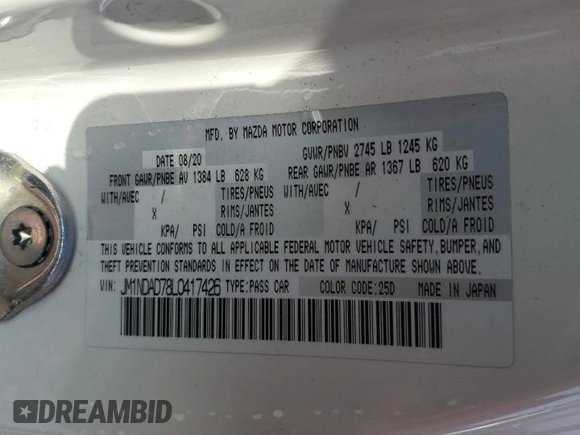 MFD. BY MAZDA MOTOR CORPORATION
DATE 08/20 GVWR/PNBV 2745 LB 1245 KG
FRONT GAWR/PNBE AV 1384 LB 628 KG REAR GAWR/PNBE AR 1367 LB 620 KG
WITH/AVEC / TIRES/PNEUS WITH/AVEC / TIRES/PNEUS
X RIMS/JANTES X RIMS/JANTES
KPA/ PSI COLD/A FROID KPA/ PSI COLD/A FROID
THIS VEHICLE CONFORMS TO ALL APPLICABLE FEDERAL MOTOR VEHICLE SAFETY, BUMPER, AND
THEFT PREVENTION STANDARDS IN EFFECT ON THE DATE OF MANUFACTURE SHOWN ABOVE.
VIN: JM1NDAD78L0417426 TYPE:PASS CAR COLOR CODE:25D MADE IN JAPAN
DREAMBID